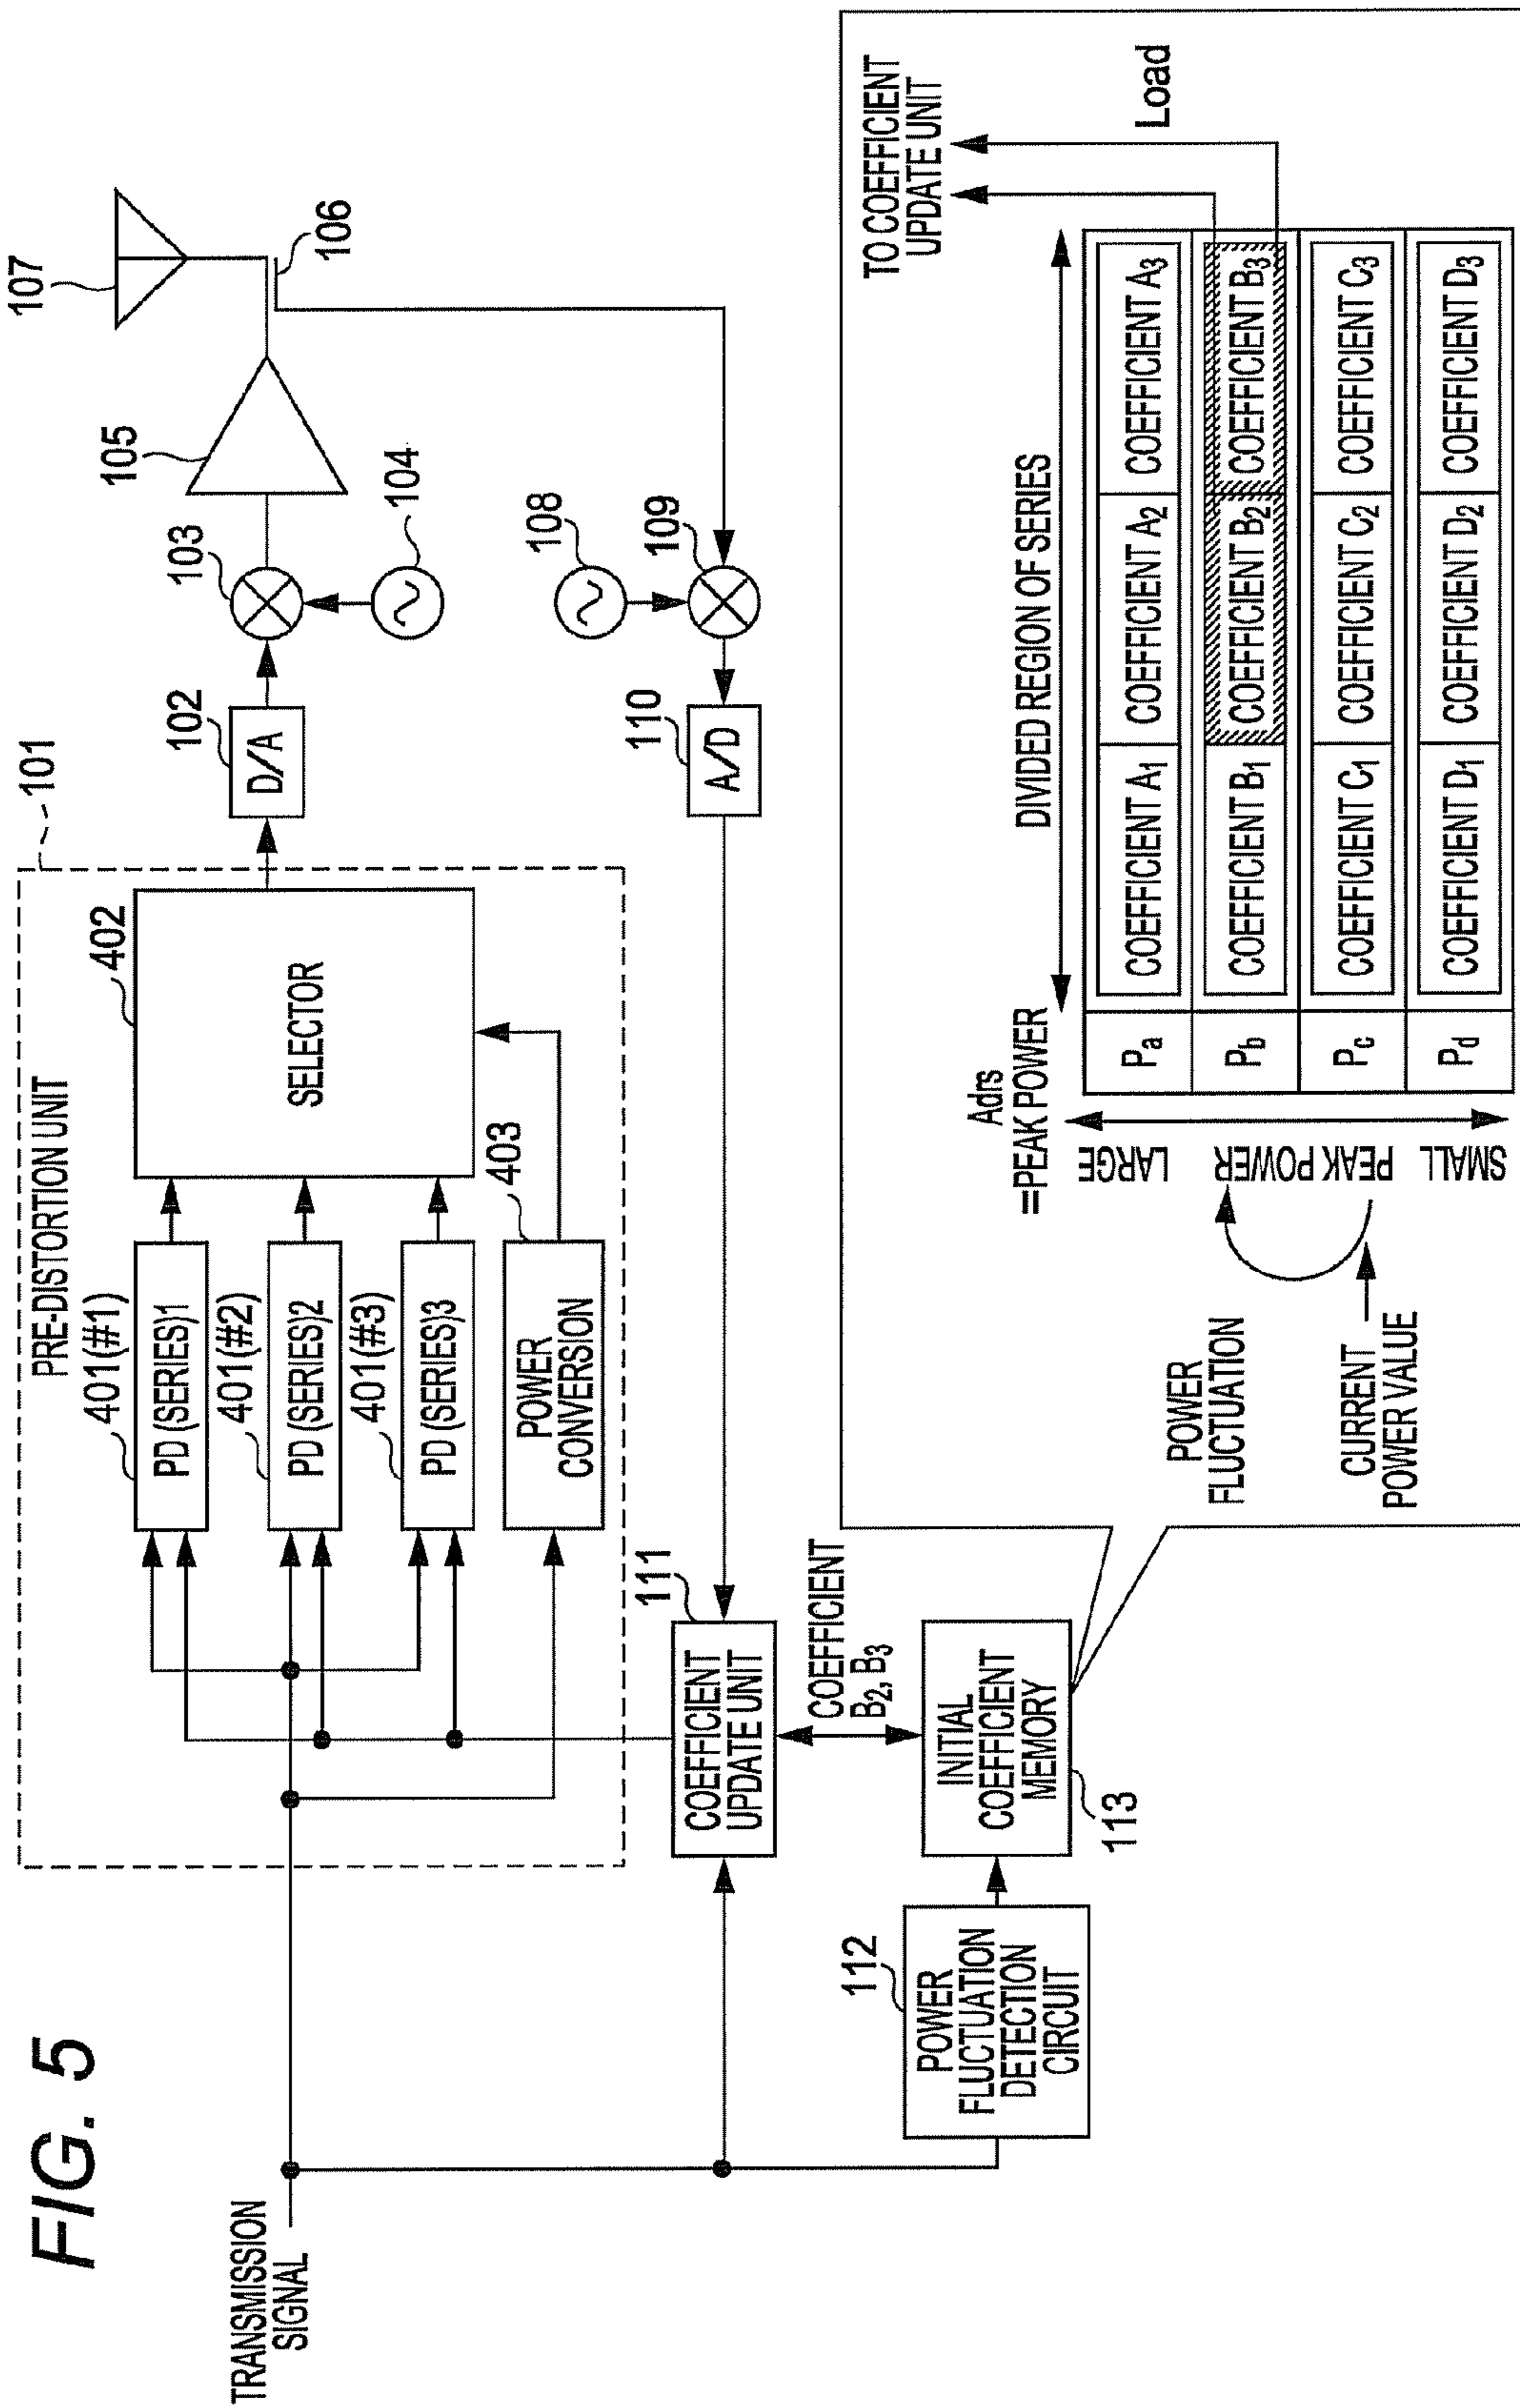 FIG. 5
TRANSMISSION
SIGNAL
PRE-DISTORTION UNIT
101
401(#1)
PD (SERIES)1
401(#2)
PD (SERIES)2
401(#3)
PD (SERIES)3
403
POWER
CONVERSION
402
SELECTOR
102
D/A
103
104
105
106
107
108
109
110
A/D
111
COEFFICIENT
UPDATE UNIT
COEFFICIENT
B2, B3
112
POWER
FLUCTUATION
DETECTION
CIRCUIT
INITIAL
COEFFICIENT
MEMORY
113
POWER
FLUCTUATION
CURRENT
POWER VALUE
Adrs
=PEAK POWER
LARGE
PEAK POWER
SMALL
DIVIDED REGION OF SERIES
TO COEFFICIENT
UPDATE UNIT
Load
Pa COEFFICIENT A1 COEFFICIENT A2 COEFFICIENT A3
Pb COEFFICIENT B1 COEFFICIENT B2 COEFFICIENT B3
Pc COEFFICIENT C1 COEFFICIENT C2 COEFFICIENT C3
Pd COEFFICIENT D1 COEFFICIENT D2 COEFFICIENT D3